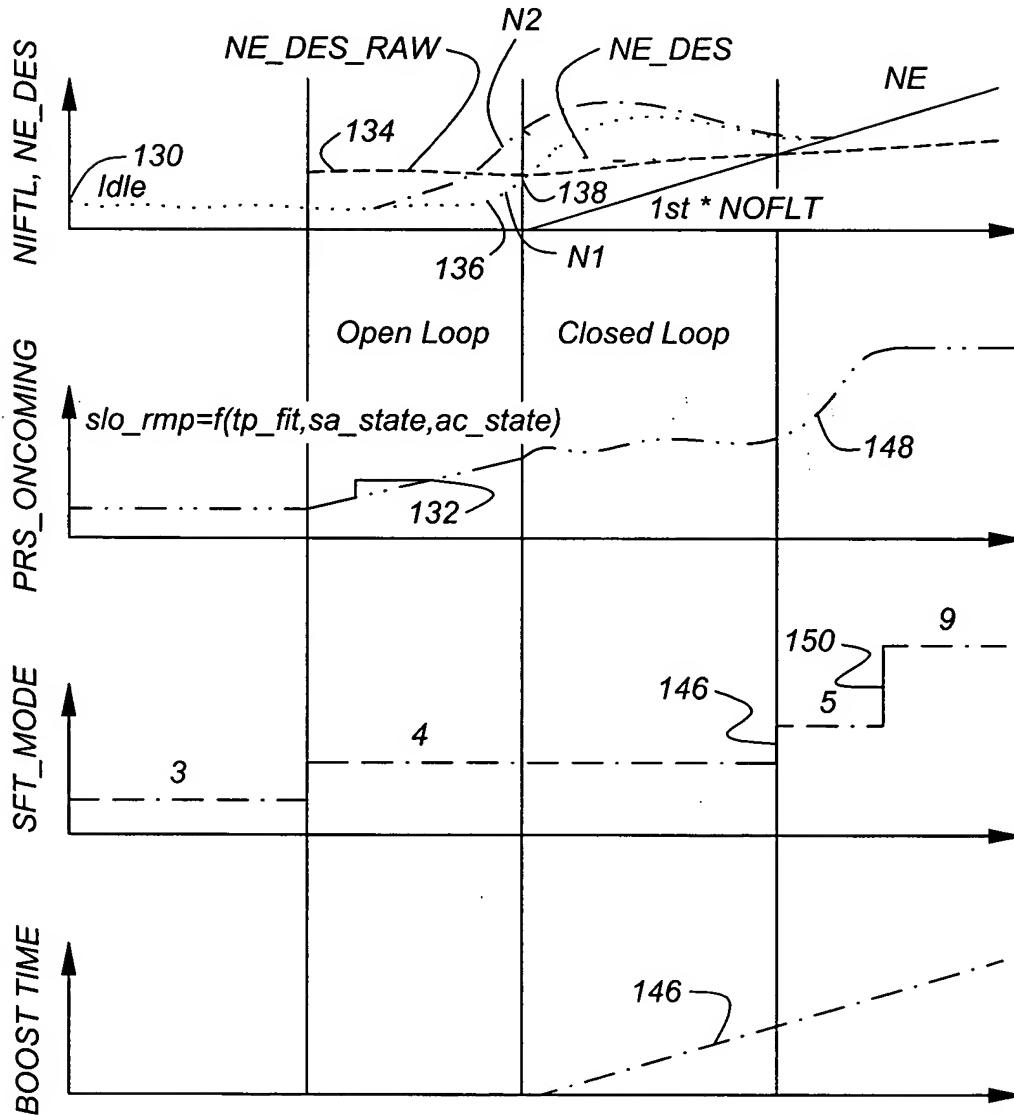 NIFTL, NE_DES
N2
NE_DES_RAW
NE_DES
NE
134
130
Idle
138
1st * NOFLT
136
N1
PRS_ONCOMING
Open Loop
Closed Loop
slo_rmp=f(tp_fit,sa_state,ac_state)
148
132
SFT_MODE
9
150
146
5
4
3
BOOST TIME
146